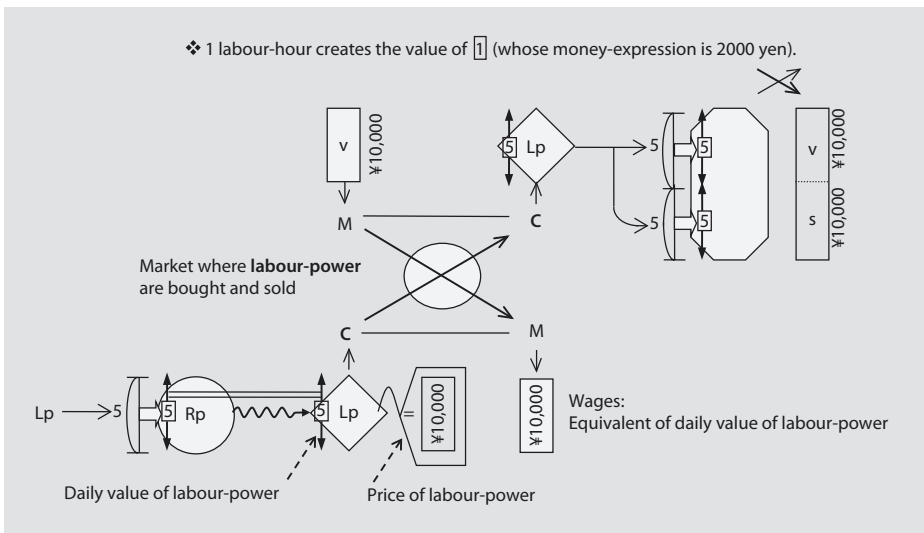 ❖ 1 labour-hour creates the value of 1 (whose money-expression is 2000 yen).
v
¥10,000
5
Lp
5
5
v
¥10,000
5
5
s
¥10,000
M
C
Market where labour-power
are bought and sold
C
M
Lp
5
5
Rp
5
Lp
=
¥10,000
¥10,000
Wages:
Equivalent of daily value of labour-power
Daily value of labour-power
Price of labour-power